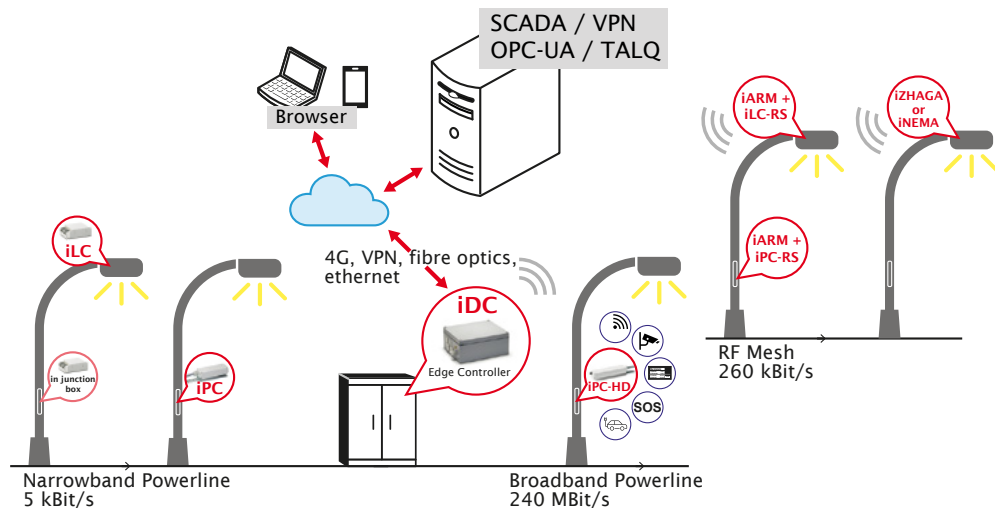 SCADA / VPN
OPC-UA / TALQ
Browser
4G, VPN, fibre optics,
ethernet
iDC
Edge Controller
iLC
in junction
box
iPC
Narrowband Powerline
5 kBit/s
iPC-HD
SOS
Broadband Powerline
240 MBit/s
iARM +
iLC-RS
iARM +
iPC-RS
iZHAGA
or
iNEMA
RF Mesh
260 kBit/s